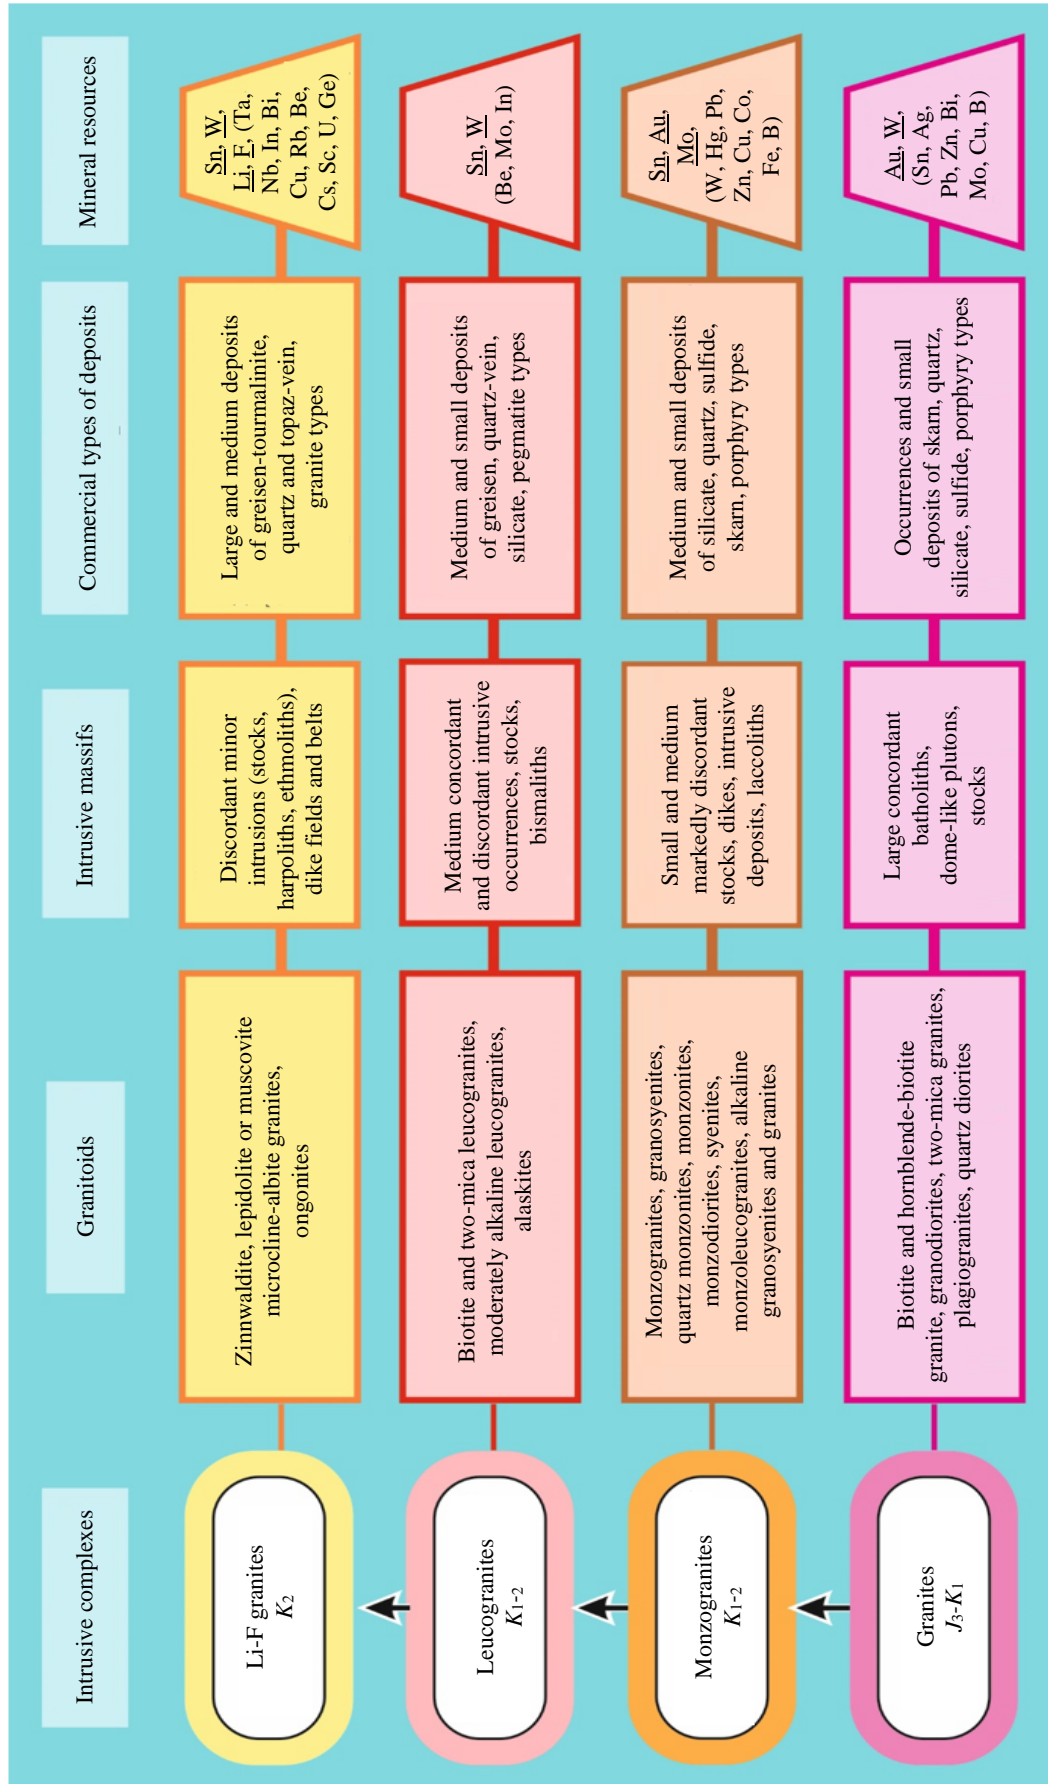 Intrusive complexes
Granitoids
Intrusive massifs
Commercial types of deposits
Mineral resources
Li-F granites
K2
Zinnwaldite, lepidolite or muscovite
microcline-albite granites,
ongonites
Discordant minor
intrusions (stocks,
harpoliths, ethmoliths),
dike fields and belts
Large and medium deposits
of greisen-tourmalinite,
quartz and topaz-vein,
granite types
Sn, W,
Li, F, (Ta,
Nb, In, Bi,
Cu, Rb, Be,
Cs, Sc, U, Ge)
Leucogranites
K1-2
Biotite and two-mica leucogranites,
moderately alkaline leucogranites,
alaskites
Medium concordant
and discordant intrusive
occurrences, stocks,
bismaliths
Medium and small deposits
of greisen, quartz-vein,
silicate, pegmatite types
Sn, W
(Be, Mo, In)
Monzogranites
K1-2
Monzogranites, granosyenites,
quartz monzonites, monzonites,
monzodiorites, syenites,
monzoleucogranites, alkaline
granosyenites and granites
Small and medium
markedly discordant
stocks, dikes, intrusive
deposits, laccoliths
Medium and small deposits
of silicate, quartz, sulfide,
skarn, porphyry types
Sn, Au,
Mo,
(W, Hg, Pb,
Zn, Cu, Co,
Fe, B)
Granites
J3-K1
Biotite and hornblende-biotite
granite, granodiorites, two-mica granites,
plagiogranites, quartz diorites
Large concordant
batholiths,
dome-like plutons,
stocks
Occurrences and small
deposits of skarn, quartz,
silicate, sulfide, porphyry types
Au, W,
(Sn, Ag,
Pb, Zn, Bi,
Mo, Cu, B)